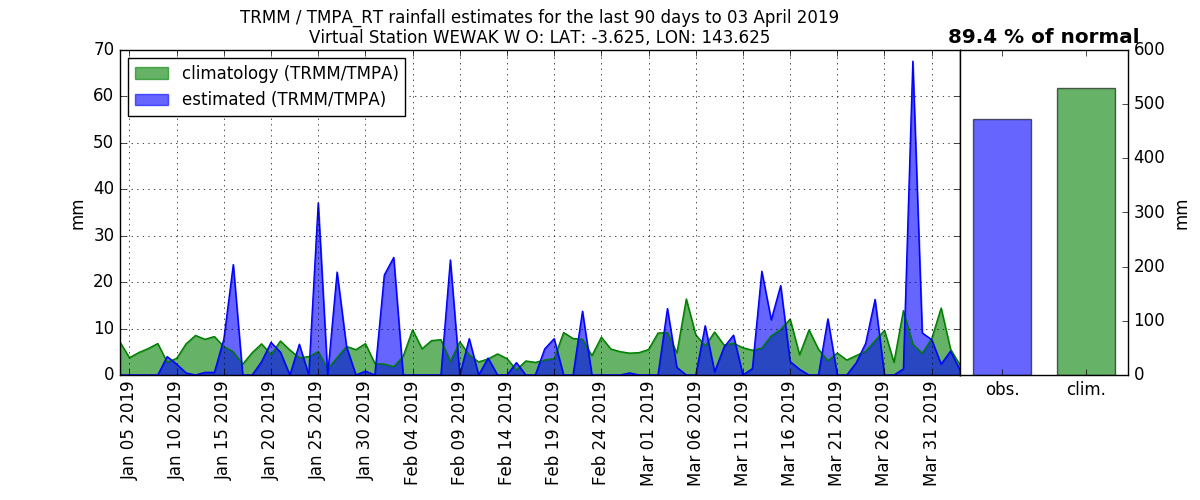 TRMM / TMPA_RT rainfall estimates for the last 90 days to 03 April 2019
Virtual Station WEWAK W O: LAT: -3.625, LON: 143.625
89.4 % of normal
climatology (TRMM/TMPA)
estimated (TRMM/TMPA)
70
60
50
40
30
20
10
0
mm
Jan 05 2019
Jan 10 2019
Jan 15 2019
Jan 20 2019
Jan 25 2019
Jan 30 2019
Feb 04 2019
Feb 09 2019
Feb 14 2019
Feb 19 2019
Feb 24 2019
Mar 01 2019
Mar 06 2019
Mar 11 2019
Mar 16 2019
Mar 21 2019
Mar 26 2019
Mar 31 2019
obs.
clim.
600
500
400
300
200
100
0
mm